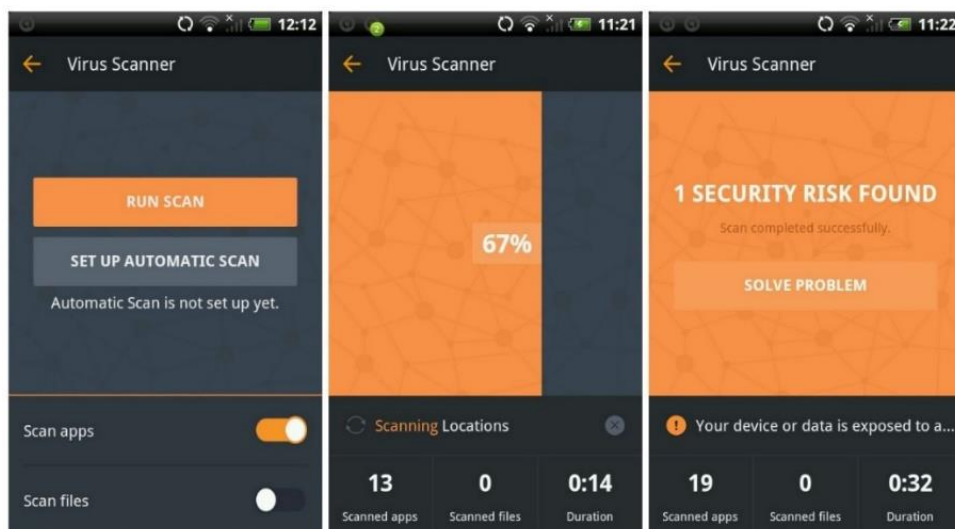 12:12
Virus Scanner
RUN SCAN
SET UP AUTOMATIC SCAN
Automatic Scan is not set up yet.
Scan apps
Scan files
2
11:21
Virus Scanner
67%
Scanning Locations
13
0
0:14
Scanned apps
Scanned files
Duration
11:22
Virus Scanner
1 SECURITY RISK FOUND
Scan completed successfully.
SOLVE PROBLEM
Your device or data is exposed to a...
19
0
0:32
Scanned apps
Scanned files
Duration